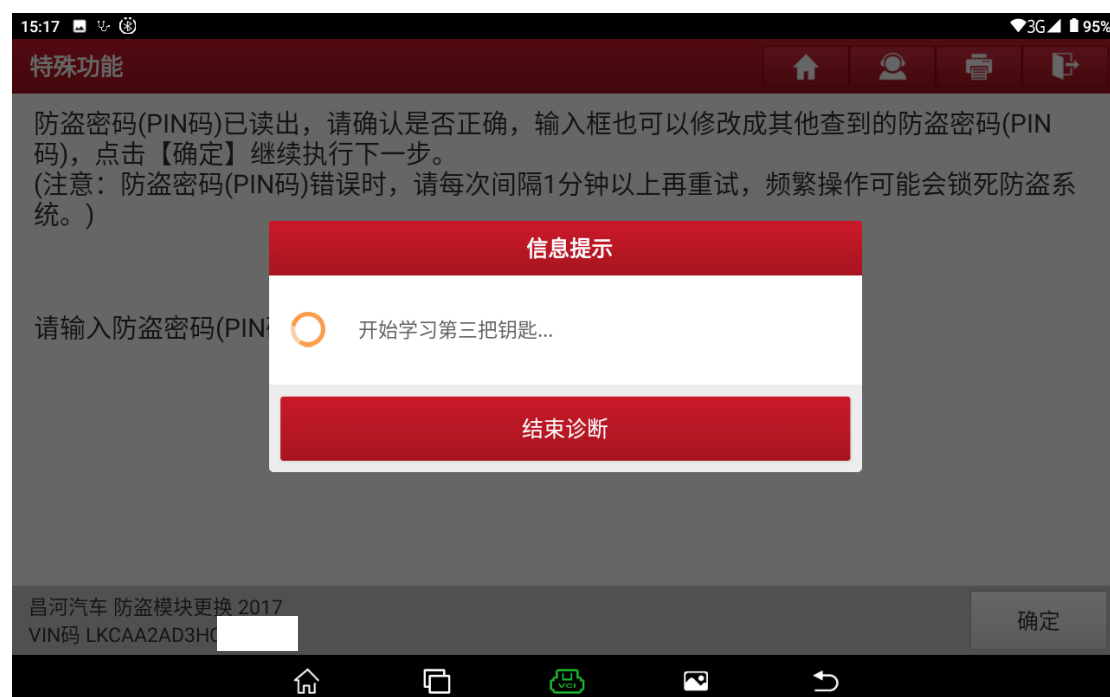 15:17
3G
95%
特殊功能
防盗密码(PIN码)已读出，请确认是否正确，输入框也可以修改成其他查到的防盗密码(PIN
码)，点击【确定】继续执行下一步。
(注意：防盗密码(PIN码)错误时，请每次间隔1分钟以上再重试，频繁操作可能会锁死防盗系
统。)
信息提示
请输入防盗密码(PIN
开始学习第三把钥匙...
结束诊断
昌河汽车 防盗模块更换 2017
VIN码 LKCAA2AD3H
确定
VCI